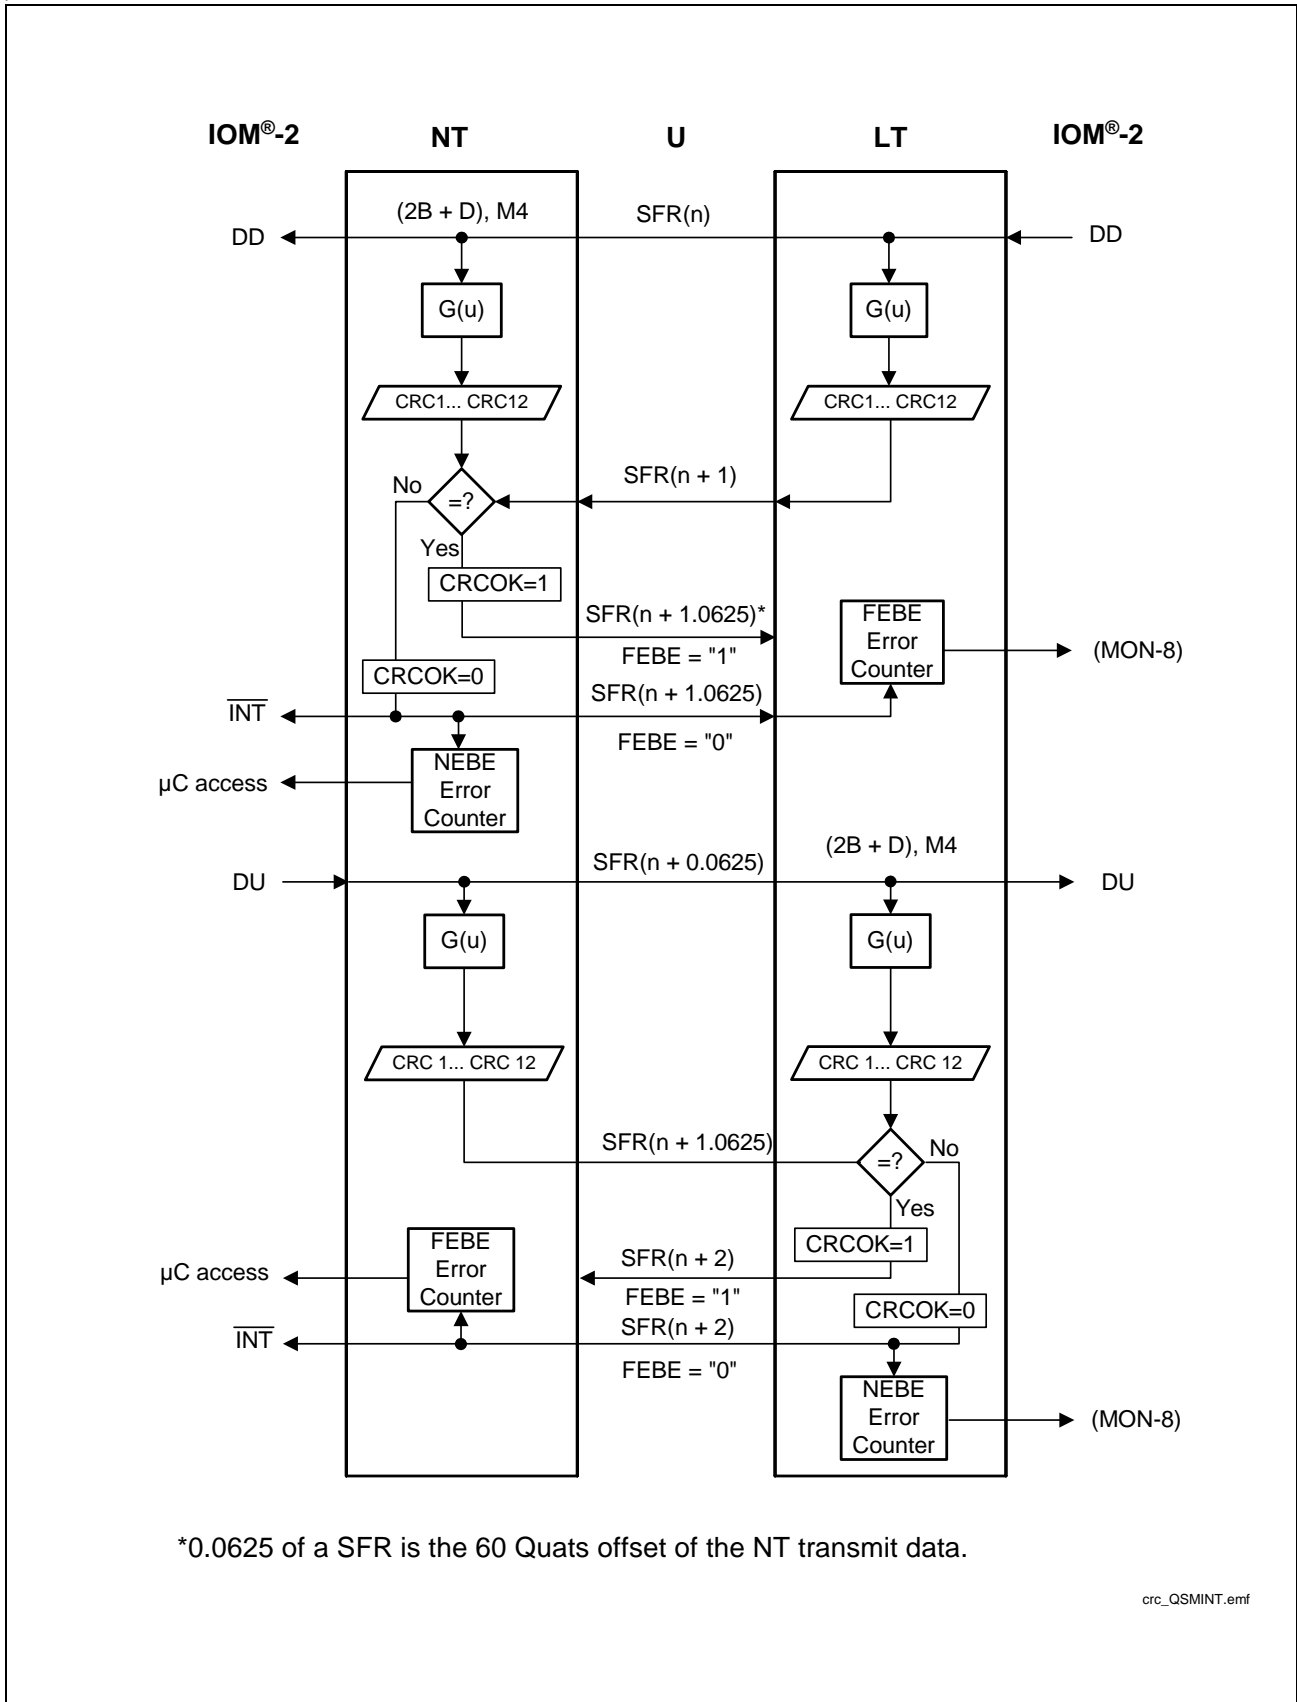 IOM®-2 NT U LT IOM®-2
(2B + D), M4
SFR(n)
DD
DD
G(u)
G(u)
CRC1... CRC12
CRC1... CRC12
SFR(n + 1)
No
=?
Yes
CRCOK=1
SFR(n + 1.0625)*
FEBE = "1"
FEBE
Error
Counter
(MON-8)
CRCOK=0
SFR(n + 1.0625)
INT
FEBE = "0"
NEBE
Error
Counter
µC access
(2B + D), M4
SFR(n + 0.0625)
DU
DU
G(u)
G(u)
CRC 1... CRC 12
CRC 1... CRC 12
SFR(n + 1.0625)
=?
No
Yes
CRCOK=1
FEBE
Error
Counter
µC access
SFR(n + 2)
FEBE = "1"
CRCOK=0
SFR(n + 2)
INT
FEBE = "0"
NEBE
Error
Counter
(MON-8)
*0.0625 of a SFR is the 60 Quats offset of the NT transmit data.
crc_QSMINT.emf